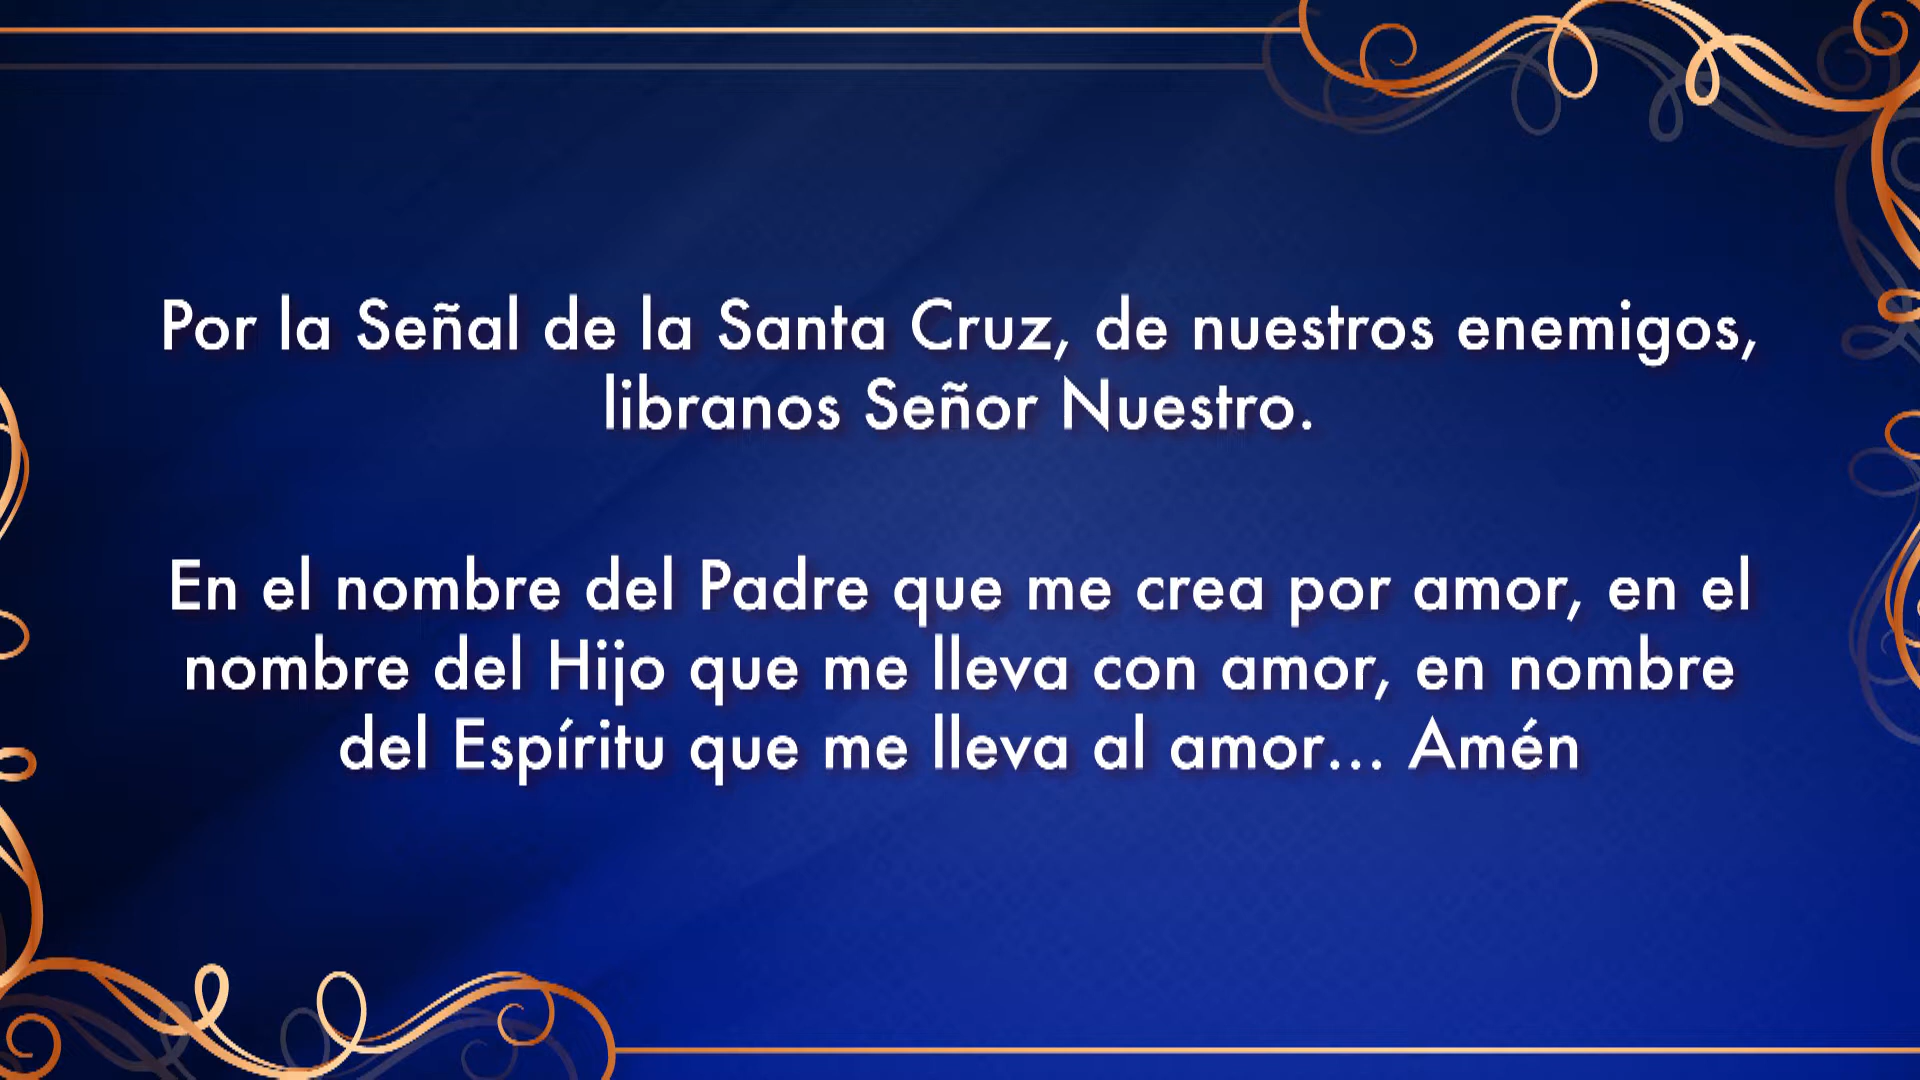 Por la Señal de la Santa Cruz, de nuestros enemigos,
libranos Señor Nuestro.
En el nombre del Padre que me crea por amor, en el
nombre del Hijo que me lleva con amor, en nombre
del Espíritu que me lleva al amor... Amén